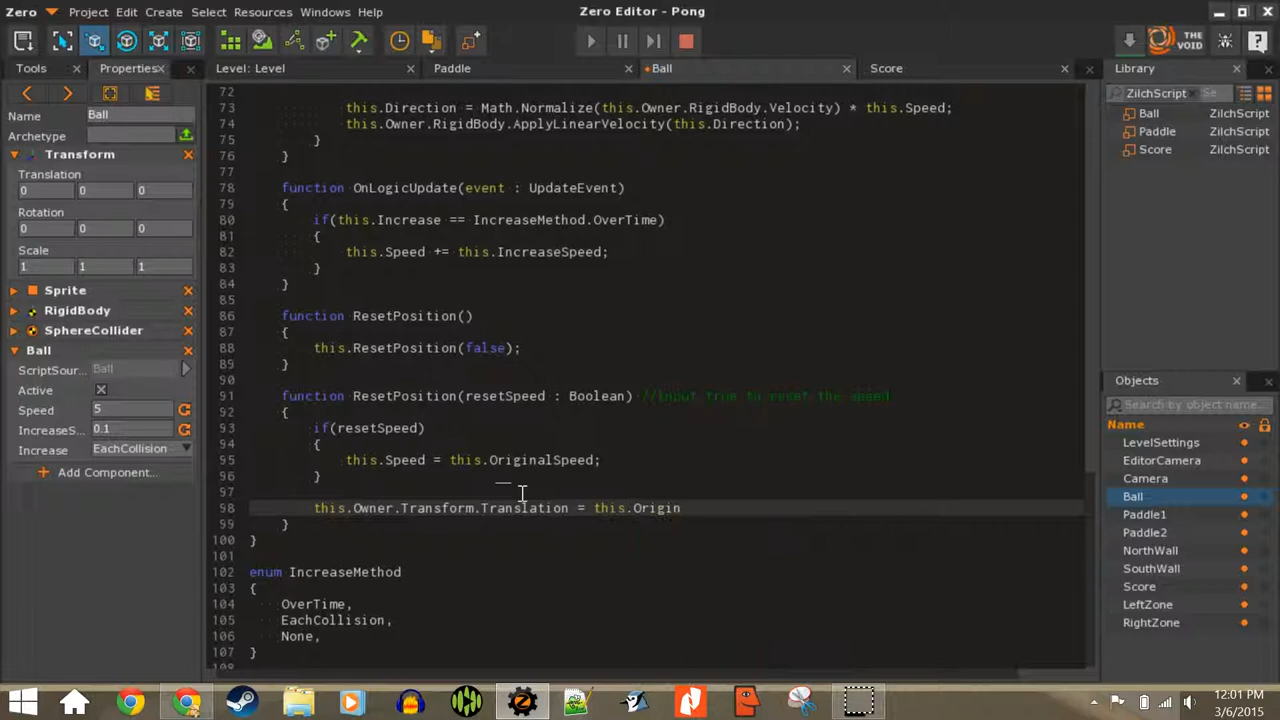 Zero Project Edit Create Select Resources Windows Help Zero Editor - Pong
THE VOID
Tools Properties Level: Level Paddle Ball Score Library
ZilchScript Se
Name Ball
Archetype
Transform
Translation
0 0 0
Rotation
0 0 0
Scale
1 1 1
Sprite
RigidBody
SphereCollider
Ball
ScriptSour... Ball
Active
Speed 5
IncreaseS... 0.1
Increase EachCollision
Add Component...
72
73 this.Direction = Math.Normalize(this.Owner.RigidBody.Velocity) * this.Speed;
74 this.Owner.RigidBody.ApplyLinearVelocity(this.Direction);
75 }
76 }
77
78 function OnLogicUpdate(event : UpdateEvent)
79 {
80 if(this.Increase == IncreaseMethod.OverTime)
81 {
82 this.Speed += this.IncreaseSpeed;
83 }
84 }
85
86 function ResetPosition()
87 {
88 this.ResetPosition(false);
89 }
90
91 function ResetPosition(resetSpeed : Boolean) //Input true to reset the speed
92 {
93 if(resetSpeed)
94 {
95 this.Speed = this.OriginalSpeed;
96 }
97
98 this.Owner.Transform.Translation = this.Origin
99 }
100 }
101
102 enum IncreaseMethod
103 {
104 OverTime,
105 EachCollision,
106 None,
107 }
108
Ball ZilchScript
Paddle ZilchScript
Score ZilchScript
Objects
Search by object name...
Name
LevelSettings
EditorCamera
Camera
Ball
Paddle1
Paddle2
NorthWall
SouthWall
Score
LeftZone
RightZone
12:01 PM
3/6/2015